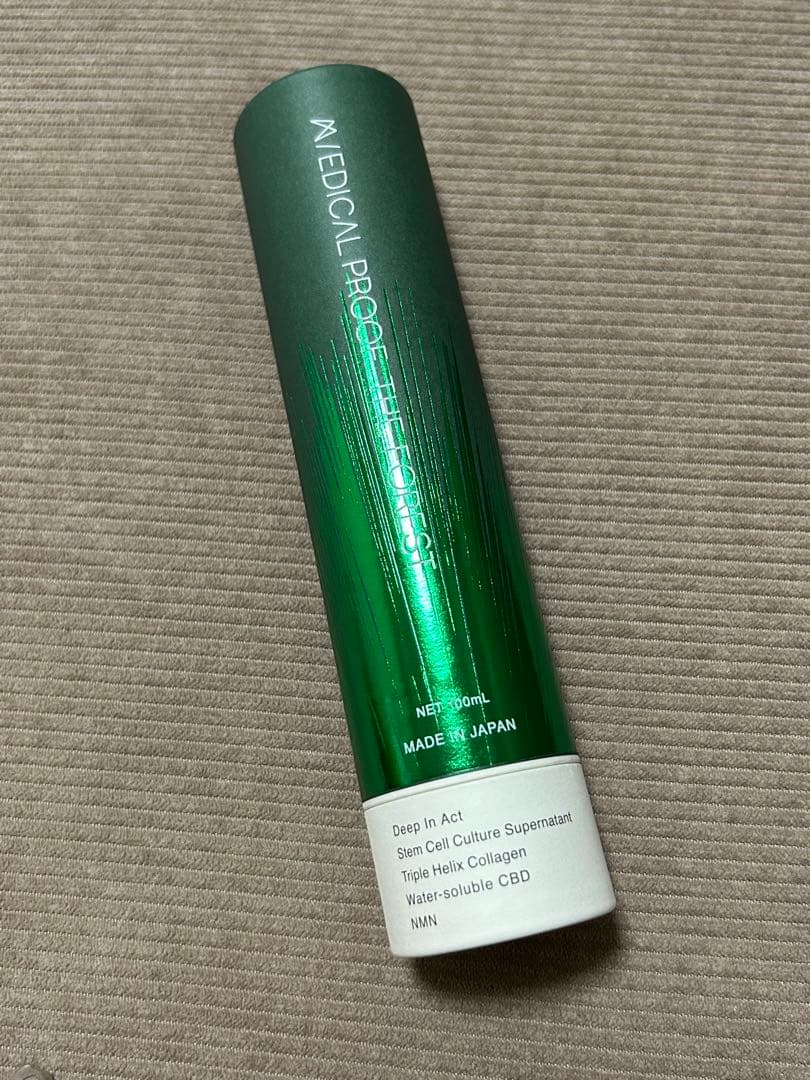 MEDICAL PROOF THE FOREST
NET 100mL
MADE IN JAPAN
Deep In Act
Stem Cell Culture Supernatant
Triple Helix Collagen
Water-soluble CBD
NMN